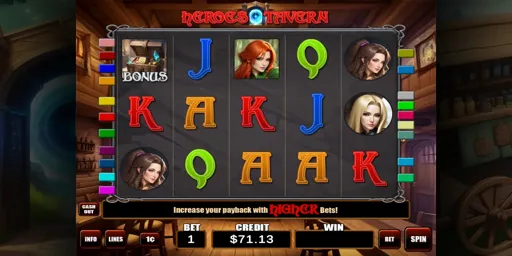 HEROES TAVERN
BONUS
J
Q
K
A
K
J
Q
A
A
K
CASH OUT
Increase your payback with HIGHER Bets!
INFO
LINES
1¢
BET
1
CREDIT
$71.13
WIN
BET
SPIN